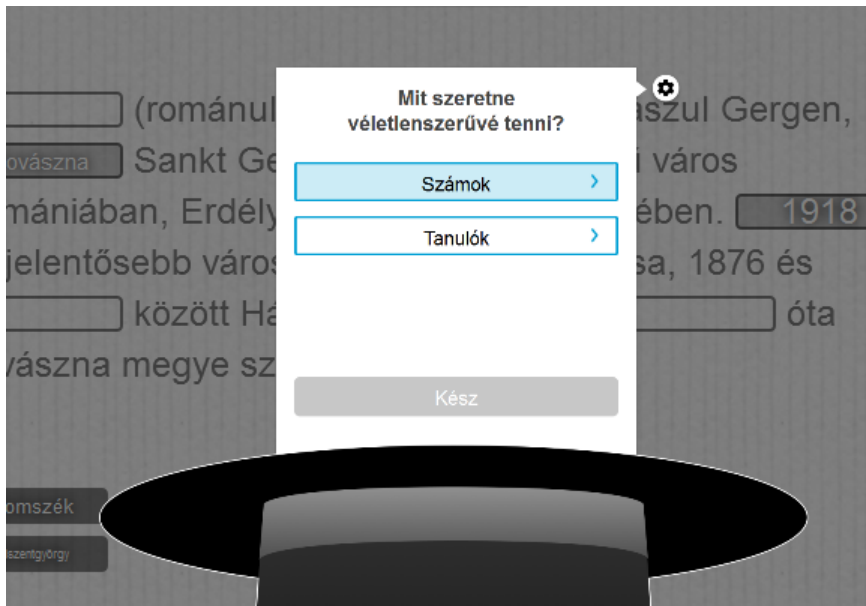 Mit szeretne
véletlenszerűvé tenni?
(románul aszul Gergen,
ovászna Sankt Ge ű város
mániában, Erdély ében. 1918
jelentősebb város sa, 1876 és
között Há óta
vászna megye sz
Számok
Tanulók
Kész
omszék
iszentgyörgy